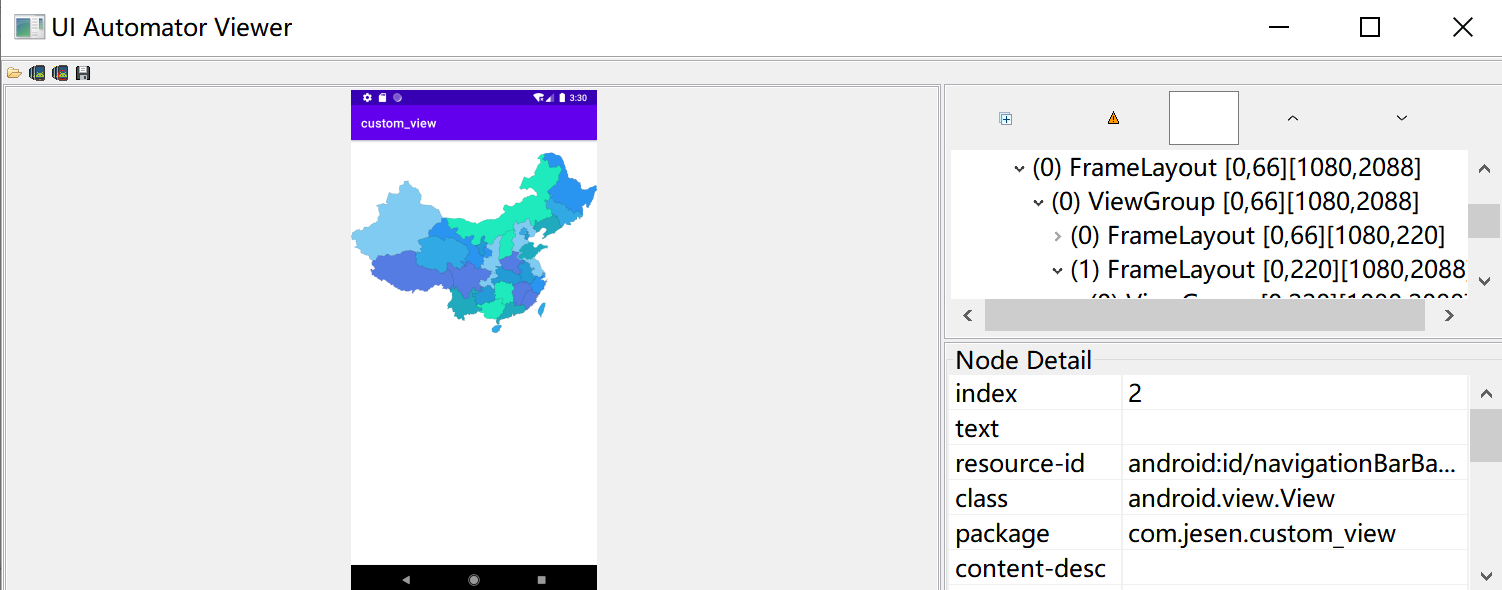 UI Automator Viewer
3:30
custom_view
(0) FrameLayout [0,66][1080,2088]
(0) ViewGroup [0,66][1080,2088]
(0) FrameLayout [0,66][1080,220]
(1) FrameLayout [0,220][1080,2088
Node Detail
index 2
text
resource-id android:id/navigationBarBa...
class android.view.View
package com.jesen.custom_view
content-desc